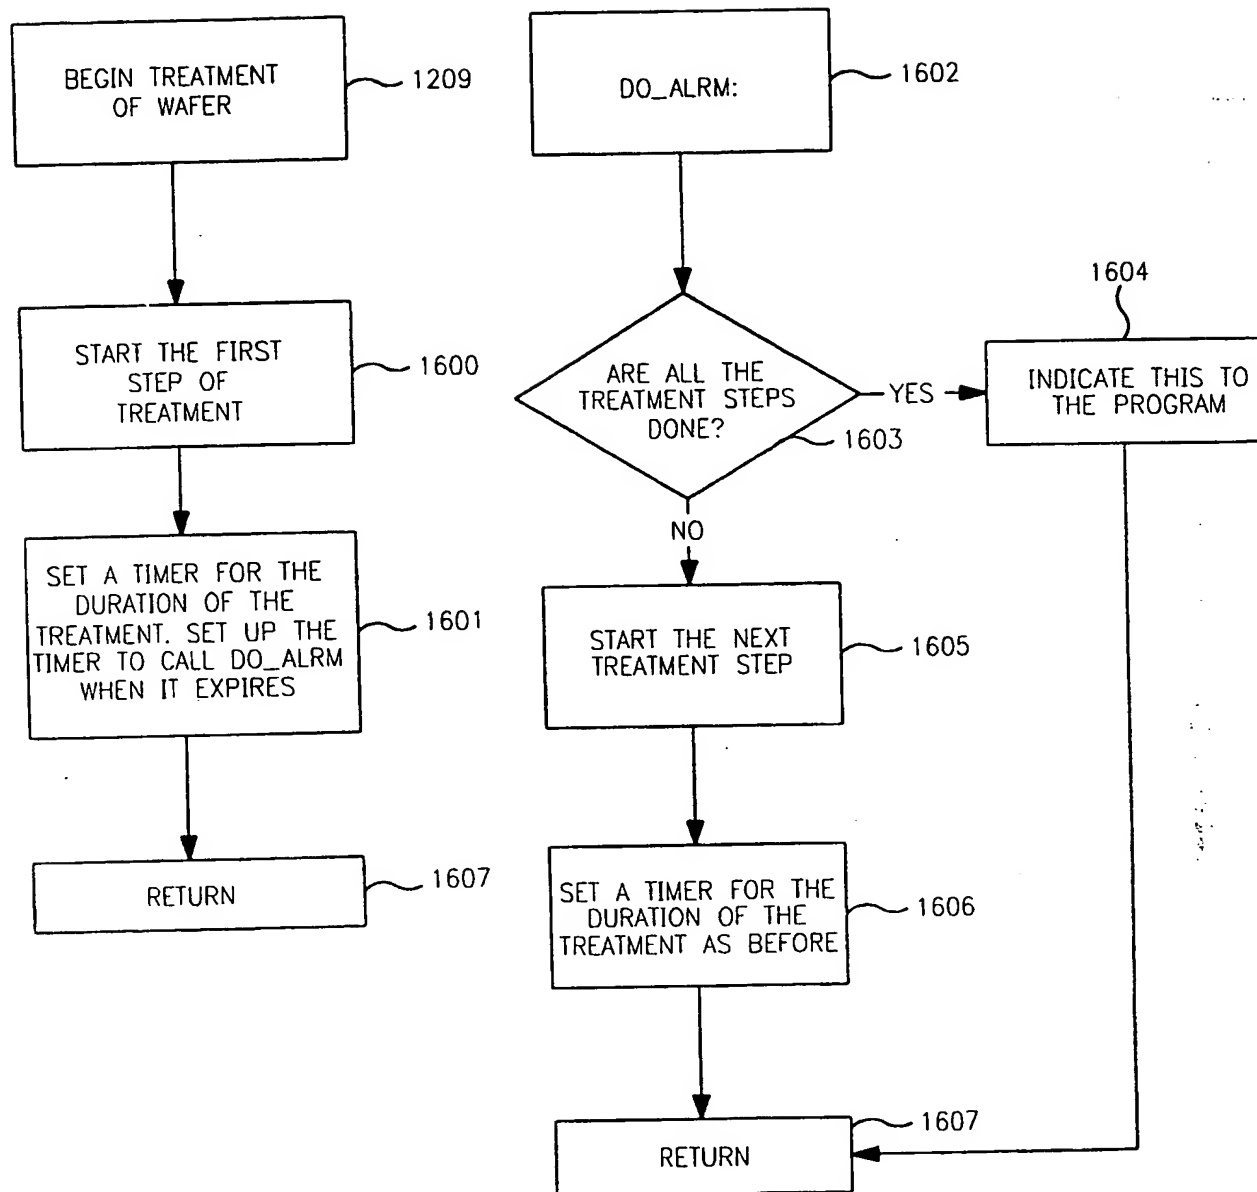 BEGIN TREATMENT
OF WAFER
1209
START THE FIRST
STEP OF
TREATMENT
1600
SET A TIMER FOR THE
DURATION OF THE
TREATMENT. SET UP THE
TIMER TO CALL DO_ALRM
WHEN IT EXPIRES
1601
RETURN
1607
DO_ALRM:
1602
ARE ALL THE
TREATMENT STEPS
DONE?
1603
YES
1604
INDICATE THIS TO
THE PROGRAM
NO
START THE NEXT
TREATMENT STEP
1605
SET A TIMER FOR THE
DURATION OF THE
TREATMENT AS BEFORE
1606
RETURN
1607